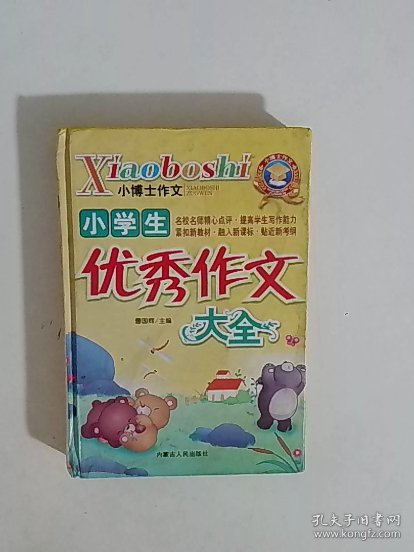 Xiaoboshi
小博士作文
XIAOBOSHI
ZUOWEN
小学生
名校名师精心点评·提高学生写作能力
紧扣新教材·融入新课标·贴近新考纲
优秀作文
大全
曹国辉/主编
内蒙古人民出版社
孔夫子旧书网
www.kongfz.com